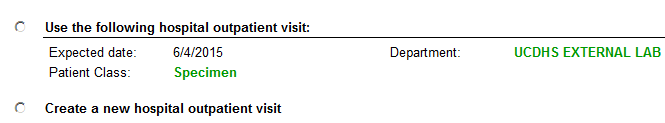 Use the following hospital outpatient visit:
Expected date: 6/4/2015 Department: UCDHS EXTERNAL LAB
Patient Class: Specimen
Create a new hospital outpatient visit